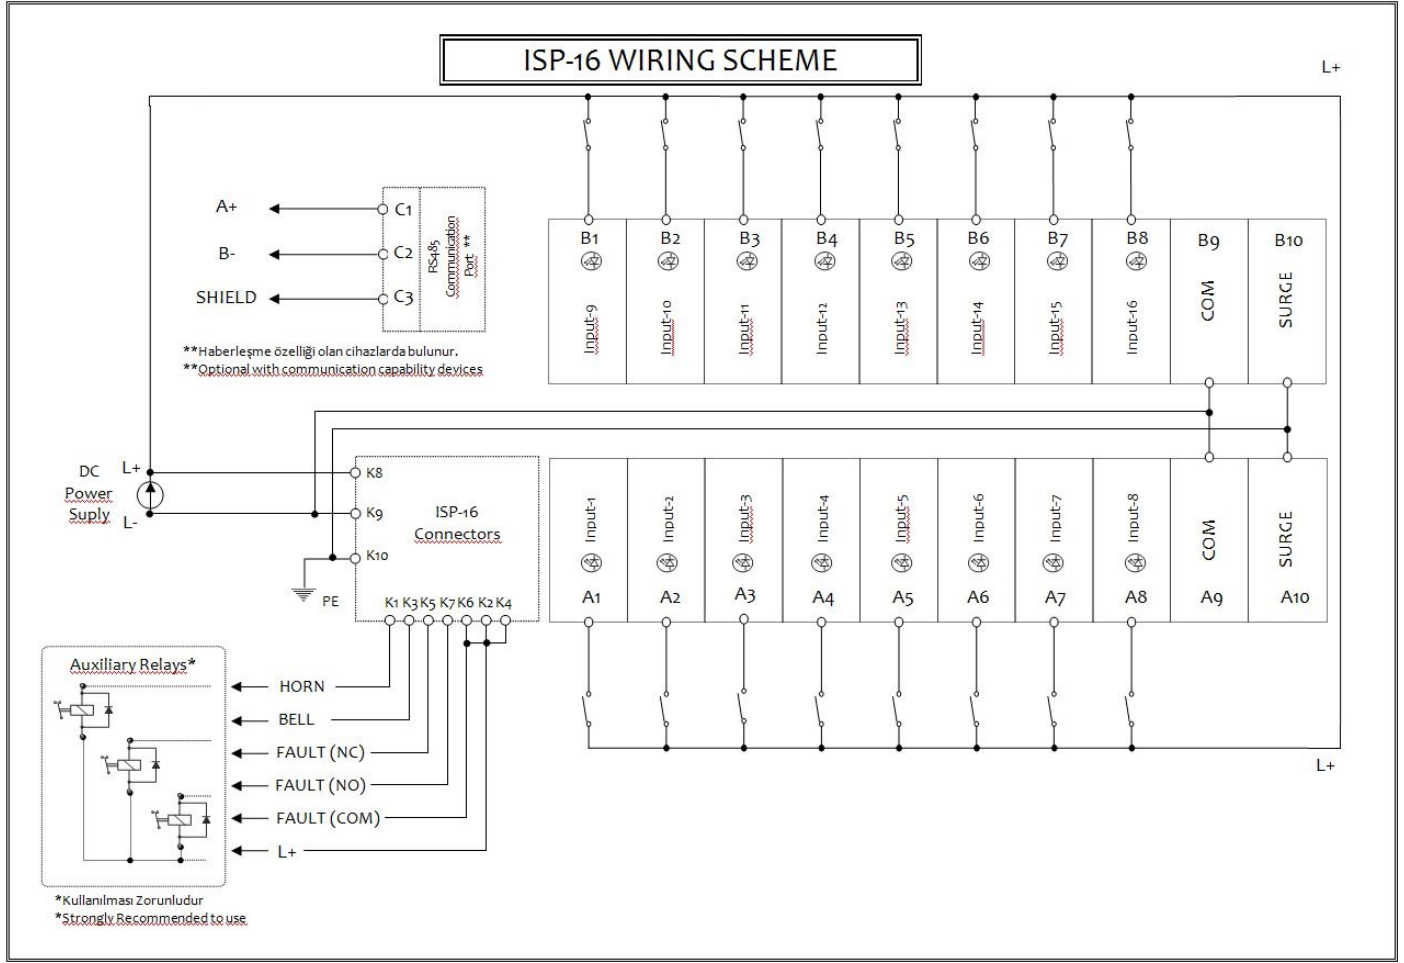 ISP-16 WIRING SCHEME
L+
A+
B-
SHIELD
C1
C2
C3
RS485
Communication
Port **
**Haberleşme özelliği olan cihazlarda bulunur.
**Optional with communication capability devices
B1
B2
B3
B4
B5
B6
B7
B8
B9
B10
Input-9
Input-10
Input-11
Input-12
Input-13
Input-14
Input-15
Input-16
COM
SURGE
DC
Power
Suply
L+
L-
K8
K9
K10
ISP-16
Connectors
PE
K1 K3 K5 K7 K6 K2 K4
Input-1
Input-2
Input-3
Input-4
Input-5
Input-6
Input-7
Input-8
COM
SURGE
A1
A2
A3
A4
A5
A6
A7
A8
A9
A10
L+
Auxiliary Relays*
HORN
BELL
FAULT (NC)
FAULT (NO)
FAULT (COM)
L+
*Kullanılması Zorunludur
*Strongly Recommended to use